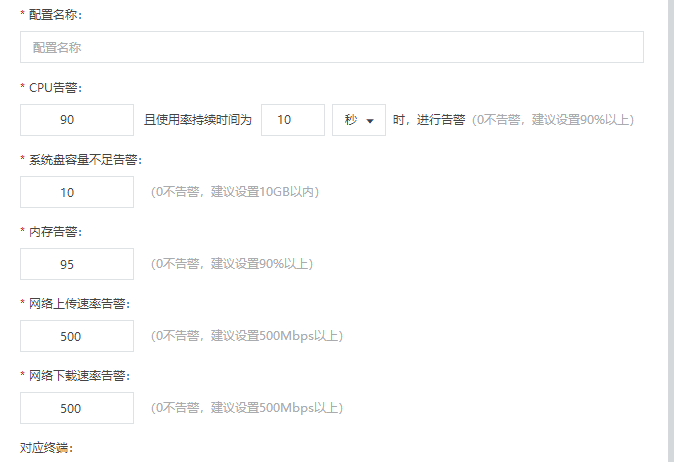 * 配置名称:
配置名称
* CPU告警:
90 且使用率持续时间为 10 秒 时，进行告警 (0不告警，建议设置90%以上)
* 系统盘容量不足告警:
10 (0不告警，建议设置10GB以内)
* 内存告警:
95 (0不告警，建议设置90%以上)
* 网络上传速率告警:
500 (0不告警，建议设置500Mbps以上)
* 网络下载速率告警:
500 (0不告警，建议设置500Mbps以上)
对应终端: